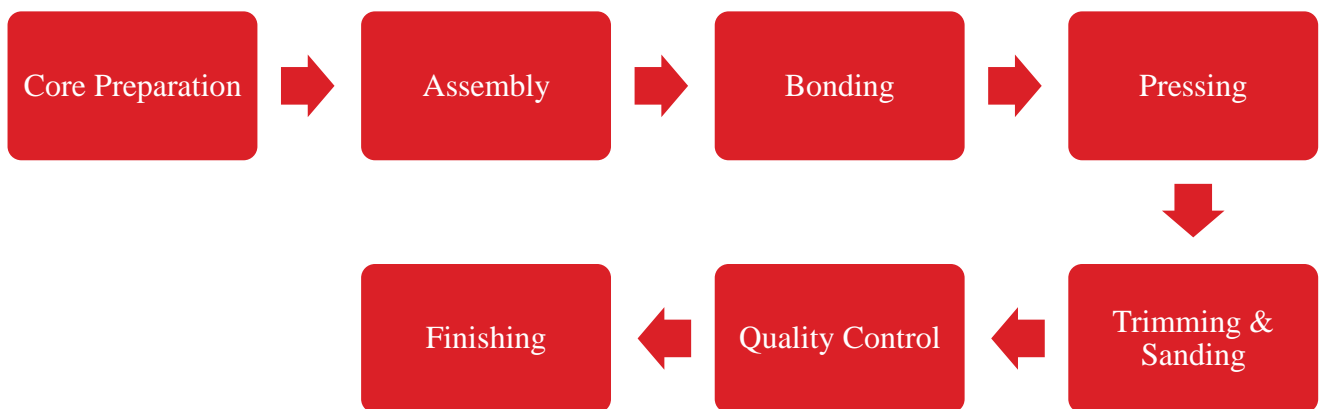 Core Preparation
Assembly
Bonding
Pressing
Trimming &
Sanding
Quality Control
Finishing